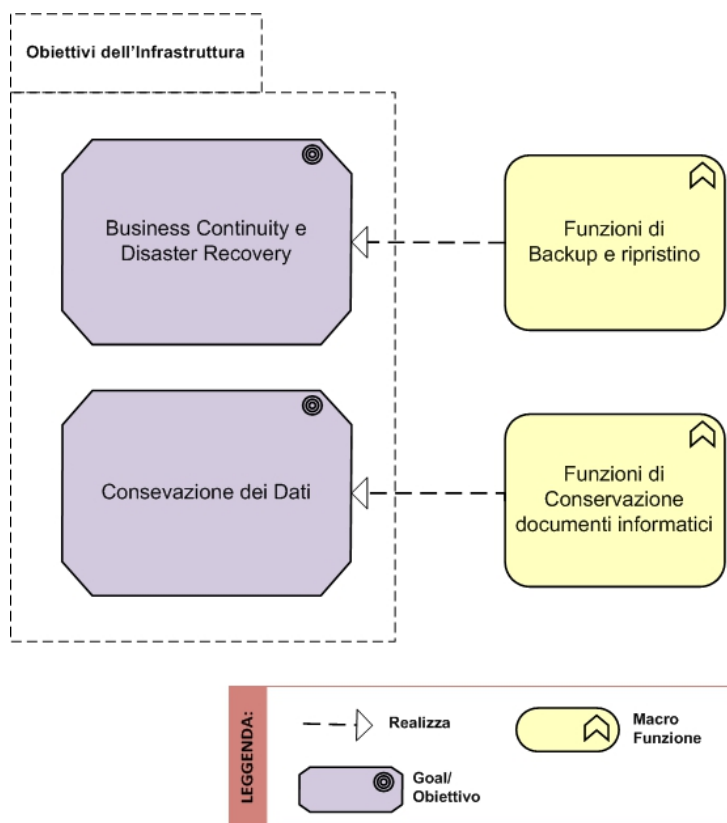 Obiettivi dell'Infrastruttura
Business Continuity e
Disaster Recovery
Funzioni di
Backup e ripristino
Consevazione dei Dati
Funzioni di
Conservazione
documenti informatici
LEGGENDA:
Realizza
Macro
Funzione
Goal/
Obiettivo